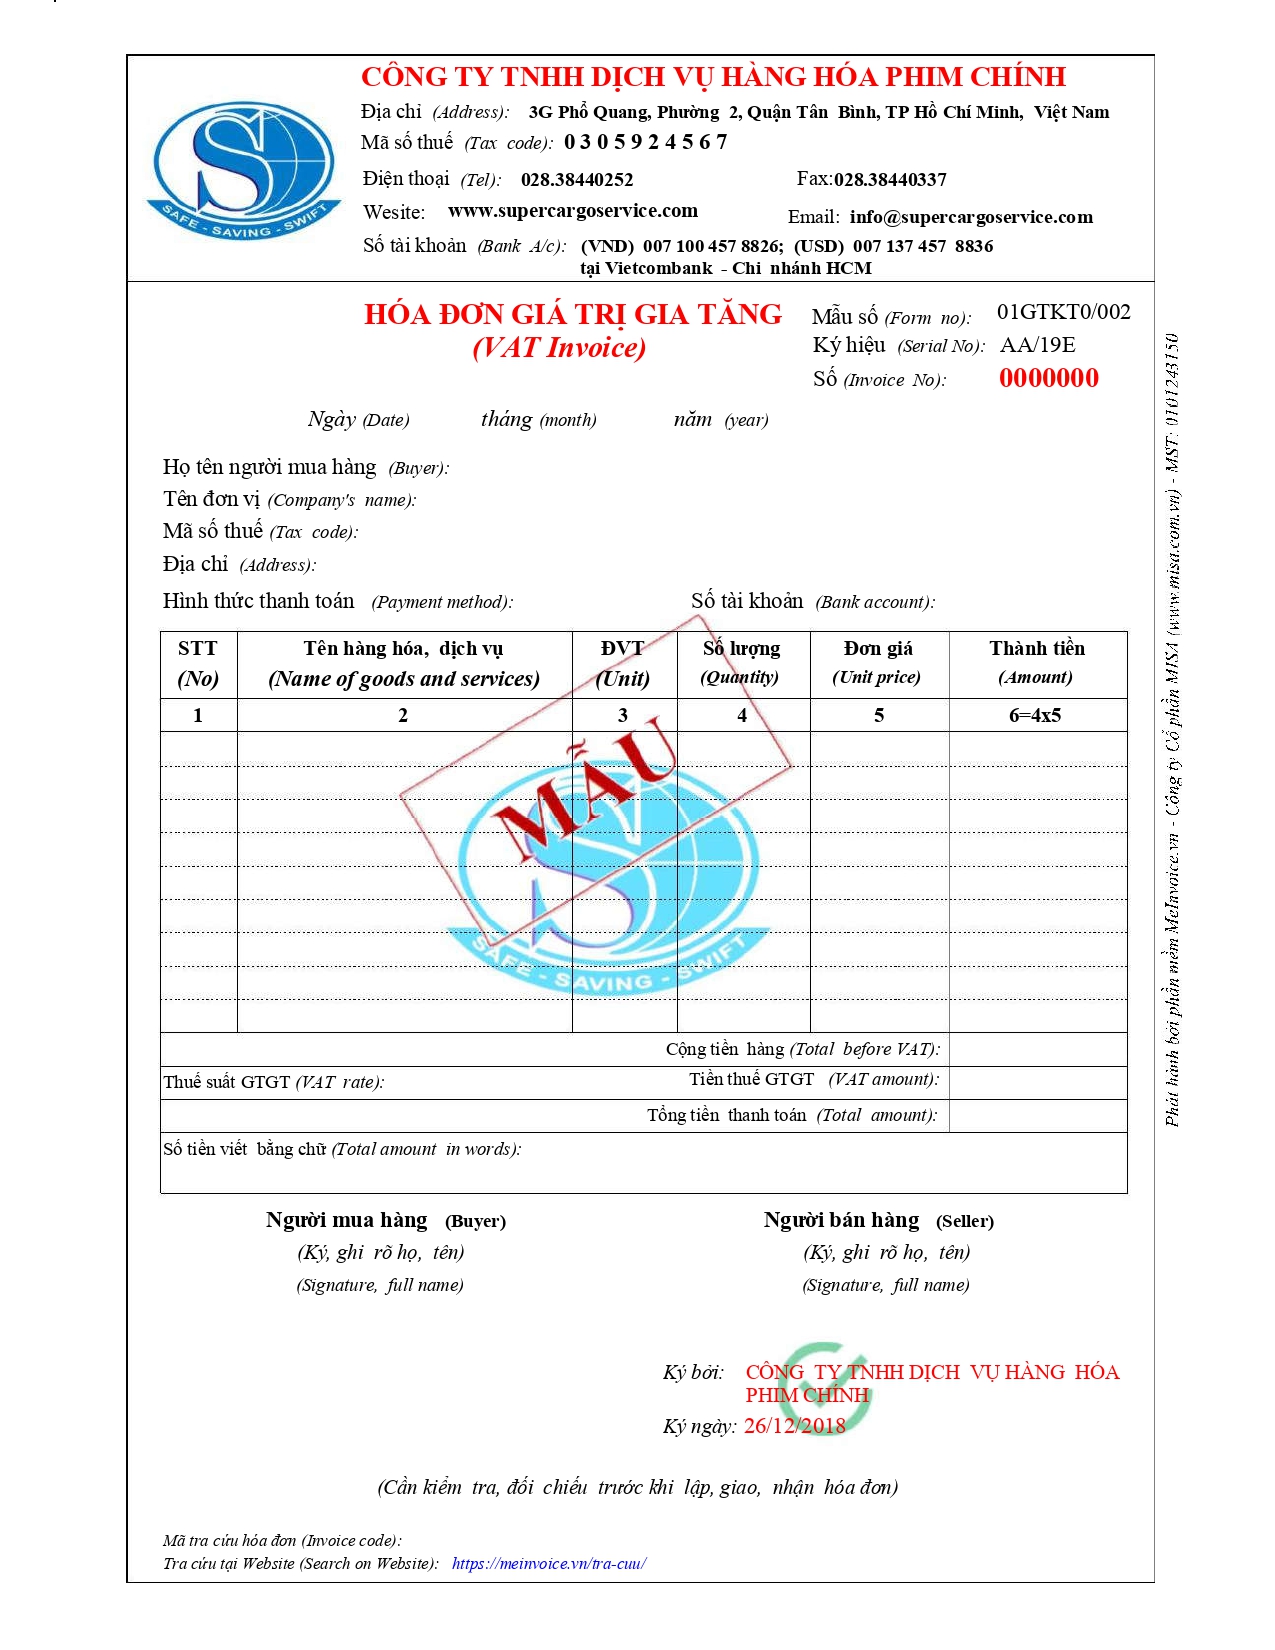 CÔNG TY TNHH DỊCH VỤ HÀNG HÓA PHIM CHÍNH
Địa chỉ (Address): 3G Phổ Quang, Phường 2, Quận Tân Bình, TP Hồ Chí Minh, Việt Nam
Mã số thuế (Tax code): 0 3 0 5 9 2 4 5 6 7
Điện thoại (Tel): 028.38440252 Fax:028.38440337
Wesite: www.supercargoservice.com Email: info@supercargoservice.com
Số tài khoản (Bank A/c): (VND) 007 100 457 8826; (USD) 007 137 457 8836
tại Vietcombank - Chi nhánh HCM
S
SAFE - SAVING - SWIFT
HÓA ĐƠN GIÁ TRỊ GIA TĂNG
(VAT Invoice)
Mẫu số (Form no): 01GTKT0/002
Ký hiệu (Serial No): AA/19E
Số (Invoice No): 0000000
Ngày (Date) tháng (month) năm (year)
Họ tên người mua hàng (Buyer):
Tên đơn vị (Company's name):
Mã số thuế (Tax code):
Địa chỉ (Address):
Hình thức thanh toán (Payment method): Số tài khoản (Bank account):
STT Tên hàng hóa, dịch vụ ĐVT Số lượng Đơn giá Thành tiền
(No) (Name of goods and services) (Unit) (Quantity) (Unit price) (Amount)
1 2 3 4 5 6=4x5
MẪU
S
SAFE - SAVING - SWIFT
Cộng tiền hàng (Total before VAT):
Thuế suất GTGT (VAT rate): Tiền thuế GTGT (VAT amount):
Tổng tiền thanh toán (Total amount):
Số tiền viết bằng chữ (Total amount in words):
Người mua hàng (Buyer) Người bán hàng (Seller)
(Ký, ghi rõ họ, tên) (Ký, ghi rõ họ, tên)
(Signature, full name) (Signature, full name)
Ký bởi: CÔNG TY TNHH DỊCH VỤ HÀNG HÓA
PHIM CHÍNH
Ký ngày: 26/12/2018
(Cần kiểm tra, đối chiếu trước khi lập, giao, nhận hóa đơn)
Mã tra cứu hóa đơn (Invoice code):
Tra cứu tại Website (Search on Website): https://meinvoice.vn/tra-cuu/
Phát hành bởi phần mềm MeInvoice.vn - Công ty Cổ phần MISA (www.misa.com.vn) - MST: 0101243150